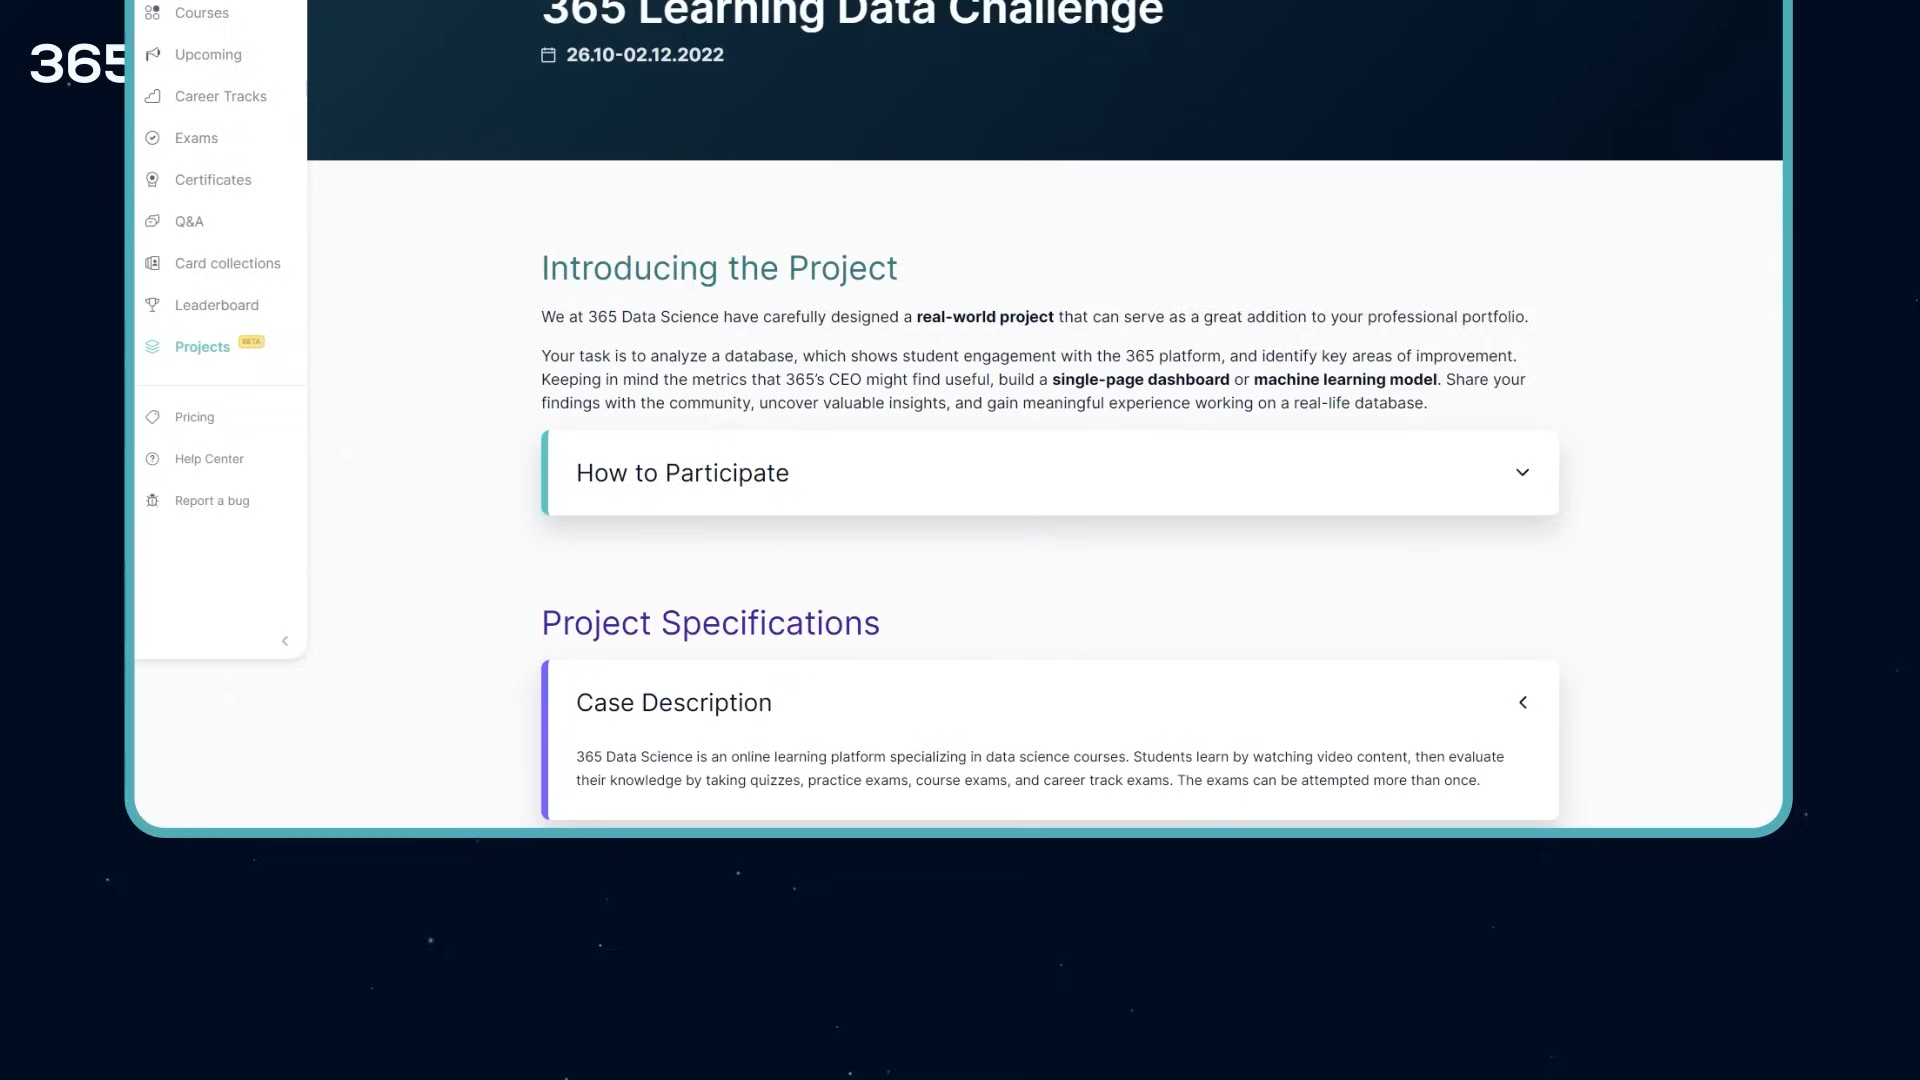 365
Courses
Upcoming
Career Tracks
Exams
Certificates
Q&A
Card collections
Leaderboard
Projects BETA
Pricing
Help Center
Report a bug
365 Learning Data Challenge
26.10-02.12.2022
Introducing the Project
We at 365 Data Science have carefully designed a real-world project that can serve as a great addition to your professional portfolio.
Your task is to analyze a database, which shows student engagement with the 365 platform, and identify key areas of improvement.
Keeping in mind the metrics that 365's CEO might find useful, build a single-page dashboard or machine learning model. Share your
findings with the community, uncover valuable insights, and gain meaningful experience working on a real-life database.
How to Participate
Project Specifications
Case Description
365 Data Science is an online learning platform specializing in data science courses. Students learn by watching video content, then evaluate
their knowledge by taking quizzes, practice exams, course exams, and career track exams. The exams can be attempted more than once.